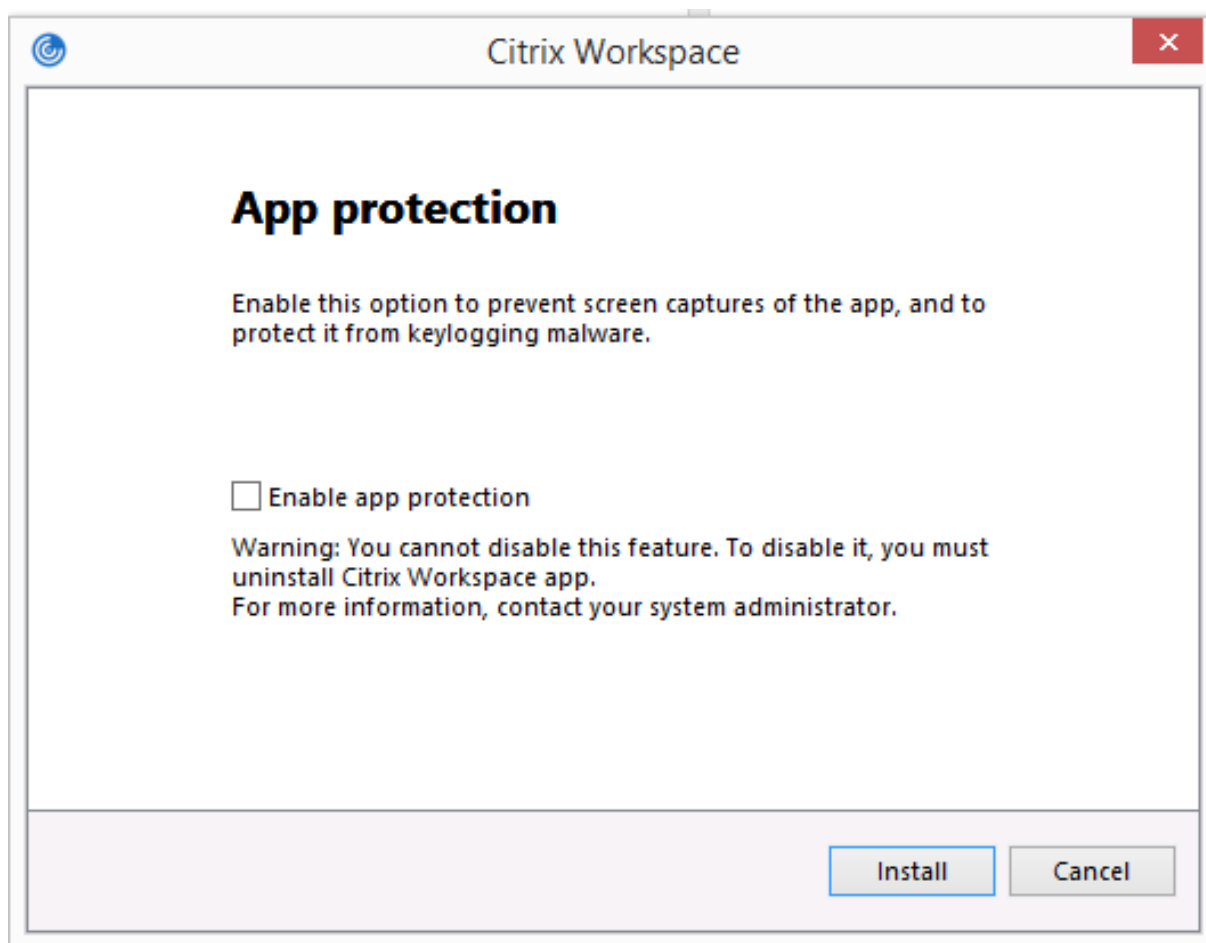 Citrix Workspace
App protection
Enable this option to prevent screen captures of the app, and to
protect it from keylogging malware.
Enable app protection
Warning: You cannot disable this feature. To disable it, you must
uninstall Citrix Workspace app.
For more information, contact your system administrator.
Install Cancel